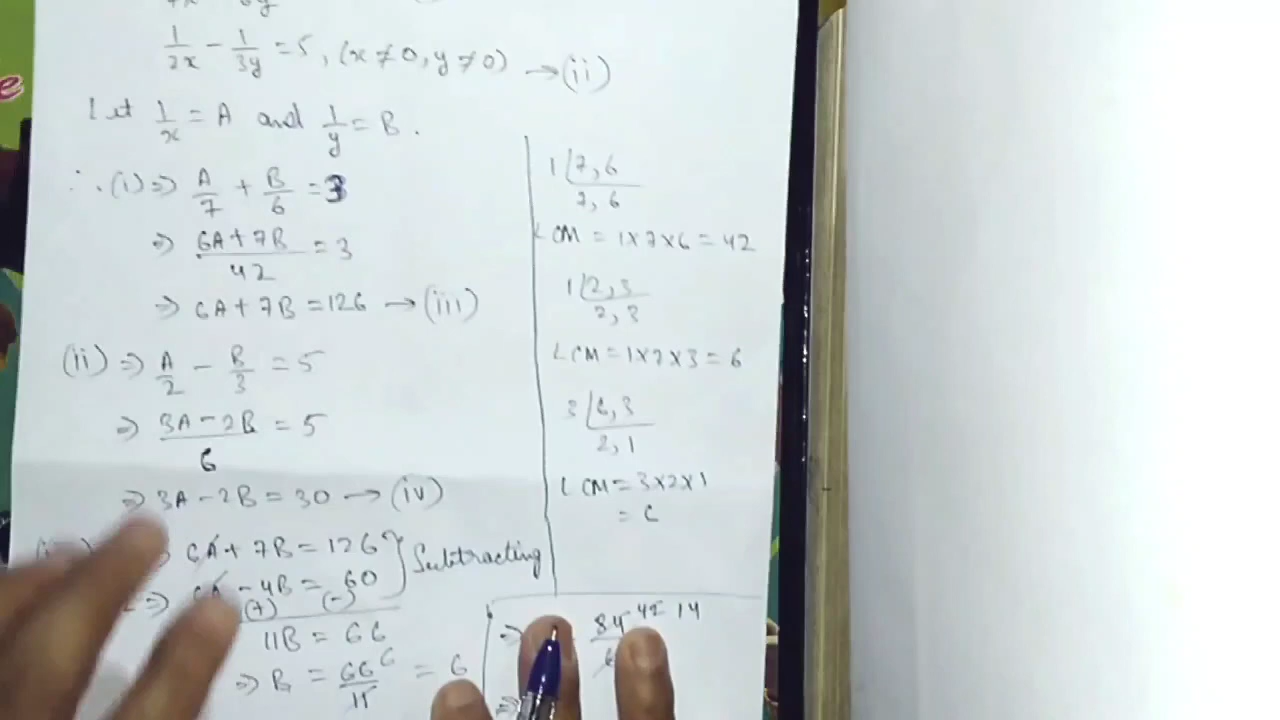 1/2x - 1/3y = 5, (x ≠ 0, y ≠ 0) → (ii)
Let 1/x = A and 1/y = B.
∴ (i) ⇒ A/7 + B/6 = 3
⇒ (6A + 7B)/42 = 3
⇒ 6A + 7B = 126 → (iii)
(ii) ⇒ A/2 - B/3 = 5
⇒ (3A - 2B)/6 = 5
⇒ 3A - 2B = 30 → (iv)
⇒ 6A + 7B = 126
⇒ 6A - 4B = 60
Subtracting
(-)
11B = 66
⇒ B = 66/11 6 = 6
1 | 7, 6
7, 6
LCM = 1×7×6 = 42
1 | 2, 3
2, 3
LCM = 1×2×3 = 6
3 | 6, 3
2, 1
LCM = 3×2×1
= 6
⇒ 84 42 14